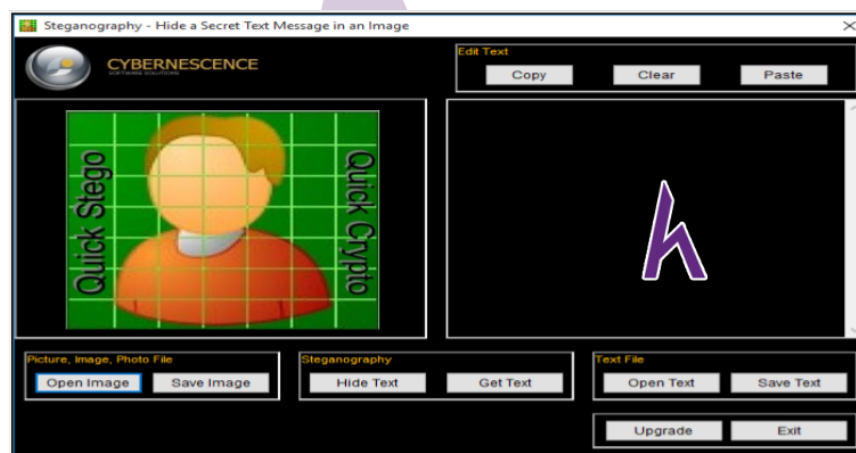 Steganography - Hide a Secret Text Message in an Image
CYBERNESCENCE
SOFTWARE SOLUTIONS
Edit Text
Copy Clear Paste
Quick Stego
Quick Crypto
Picture, Image, Photo File
Open Image Save Image
Steganography
Hide Text Get Text
Text File
Open Text Save Text
Upgrade Exit